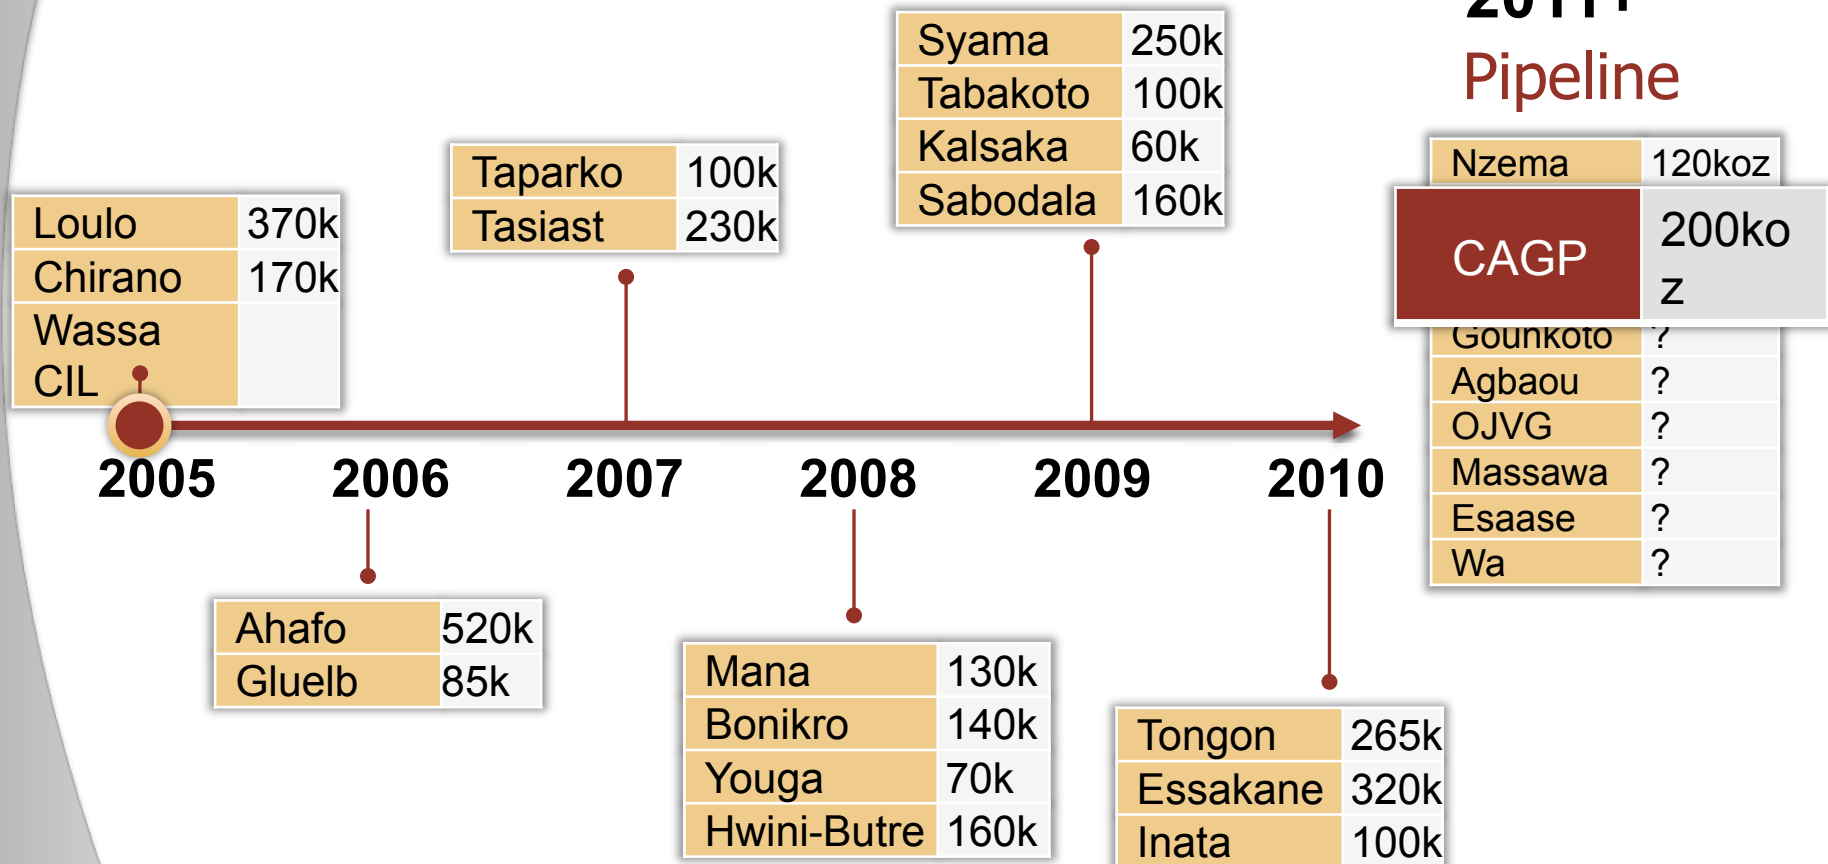 2011+
Pipeline
Syama 250k
Tabakoto 100k
Kalsaka 60k
Sabodala 160k
Taparko 100k
Tasiast 230k
Loulo 370k
Chirano 170k
Wassa
CIL
Nzema 120koz
CAGP 200ko
z
Gounkoto ?
Agbaou ?
OJVG ?
Massawa ?
Esaase ?
Wa ?
2005 2006 2007 2008 2009 2010
Ahafo 520k
Gluelb 85k
Mana 130k
Bonikro 140k
Youga 70k
Hwini-Butre 160k
Tongon 265k
Essakane 320k
Inata 100k